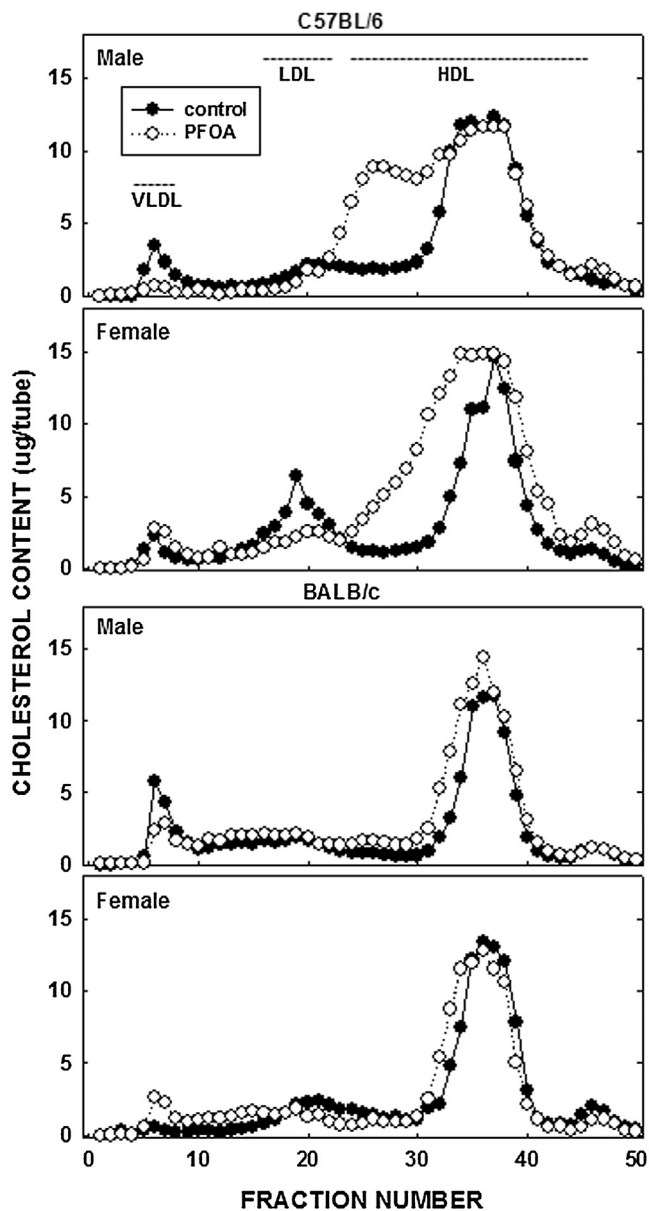 C57BL/6
Male
LDL
HDL
control
PFOA
VLDL
15
10
5
0
Female
15
10
5
0
BALB/c
Male
15
10
5
0
Female
15
10
5
0
0 10 20 30 40 50
CHOLESTEROL CONTENT (ug/tube)
FRACTION NUMBER